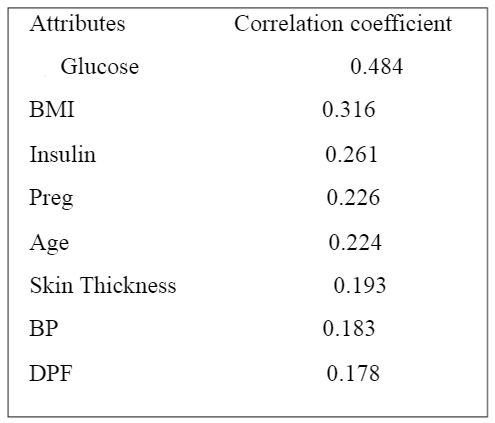 Attributes Correlation coefficient
Glucose 0.484
BMI 0.316
Insulin 0.261
Preg 0.226
Age 0.224
Skin Thickness 0.193
BP 0.183
DPF 0.178